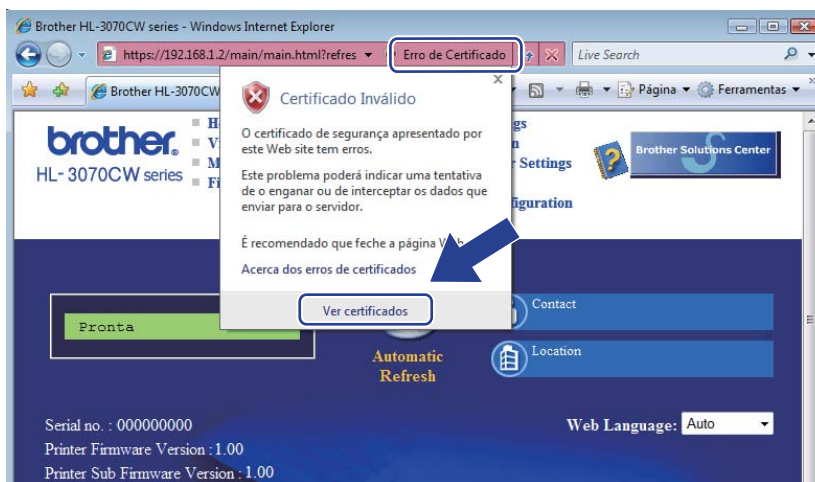 Brother HL-3070CW series - Windows Internet Explorer
https://192.168.1.2/main/main.html?refres
Erro de Certificado
Live Search
Brother HL-3070CW
Página
Ferramentas
Certificado Inválido
O certificado de segurança apresentado por
este Web site tem erros.
Este problema poderá indicar uma tentativa
de o enganar ou de interceptar os dados que
enviar para o servidor.
É recomendado que feche a página
Acerca dos erros de certificados
Ver certificados
brother.
HL-3070CW series
Settings
Brother Solutions Center
Pronta
Automatic
Refresh
Contact
Location
Serial no. : 000000000
Printer Firmware Version : 1.00
Printer Sub Firmware Version : 1.00
Web Language: Auto